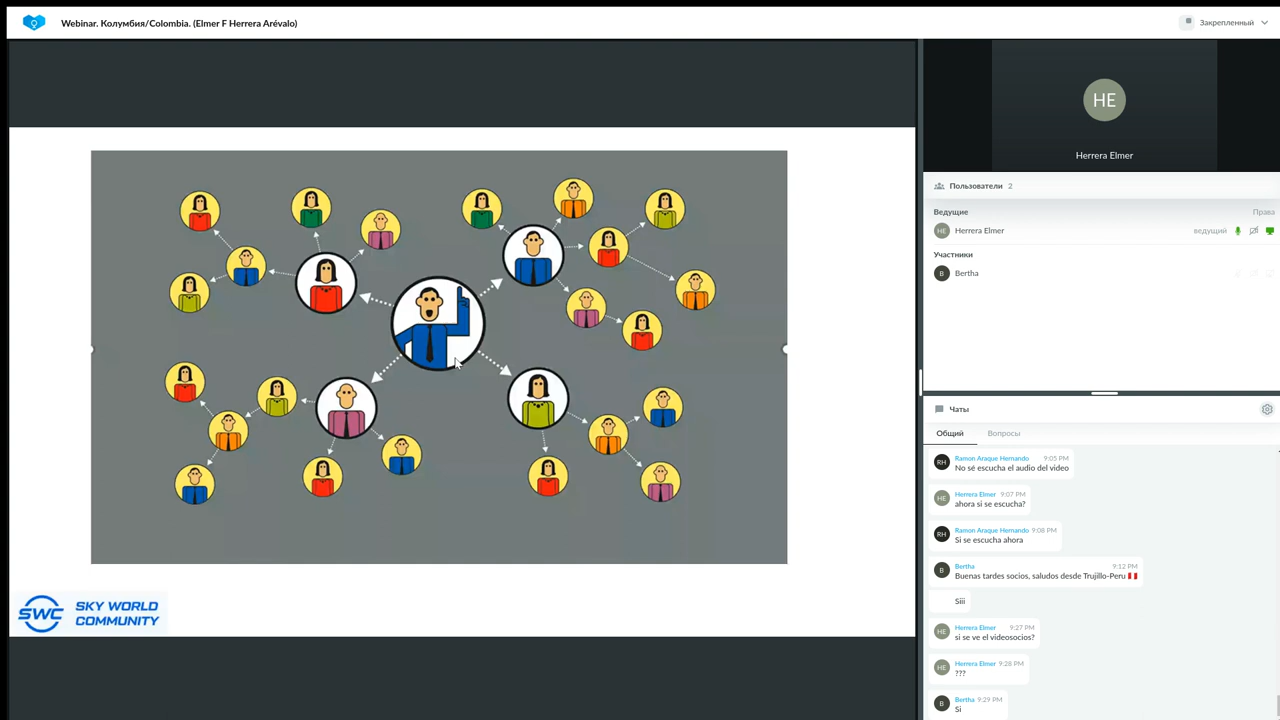 Webinar. Колумбия/Colombia. (Elmer F Herrera Arévalo)
Закрепленный
HE
Herrera Elmer
Пользователи 2
Ведущие
Права
HE Herrera Elmer
ведущий
Участники
B Bertha
Чаты
Общий
Вопросы
RH Ramon Araque Hernando 9:05 PM
No sé escucha el audio del video
HE Herrera Elmer 9:07 PM
ahora si se escucha?
RH Ramon Araque Hernando 9:08 PM
Si se escucha ahora
B Bertha 9:12 PM
Buenas tardes socios, saludos desde Trujillo-Peru 🇵🇪
Siii
HE Herrera Elmer 9:27 PM
si se ve el videosocios?
HE Herrera Elmer 9:28 PM
???
B Bertha 9:29 PM
Si
SWC SKY WORLD
COMMUNITY